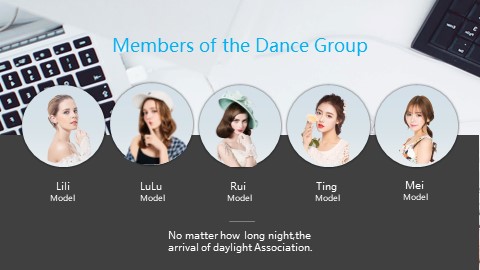 Members of the Dance Group
Lili
Model
LuLu
Model
Rui
Model
Ting
Model
Mei
Model
No matter how long night,the
arrival of daylight Association.